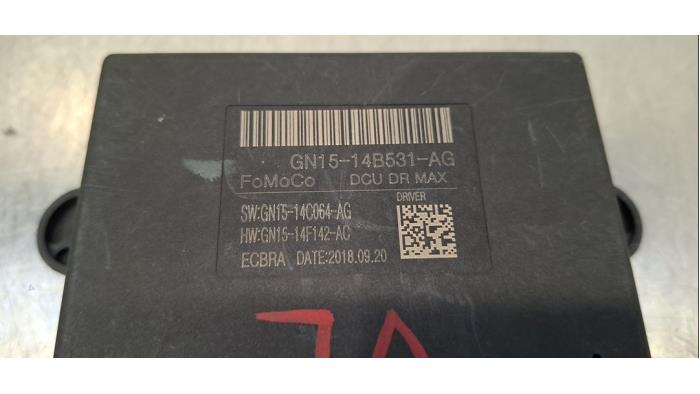 GN15-14B531-AG
FoMoCo DCU DR MAX
DRIVER
SW:GN15-14C064-AG
HW:GN15-14F142-AC
ECBRA DATE:2018.09.20